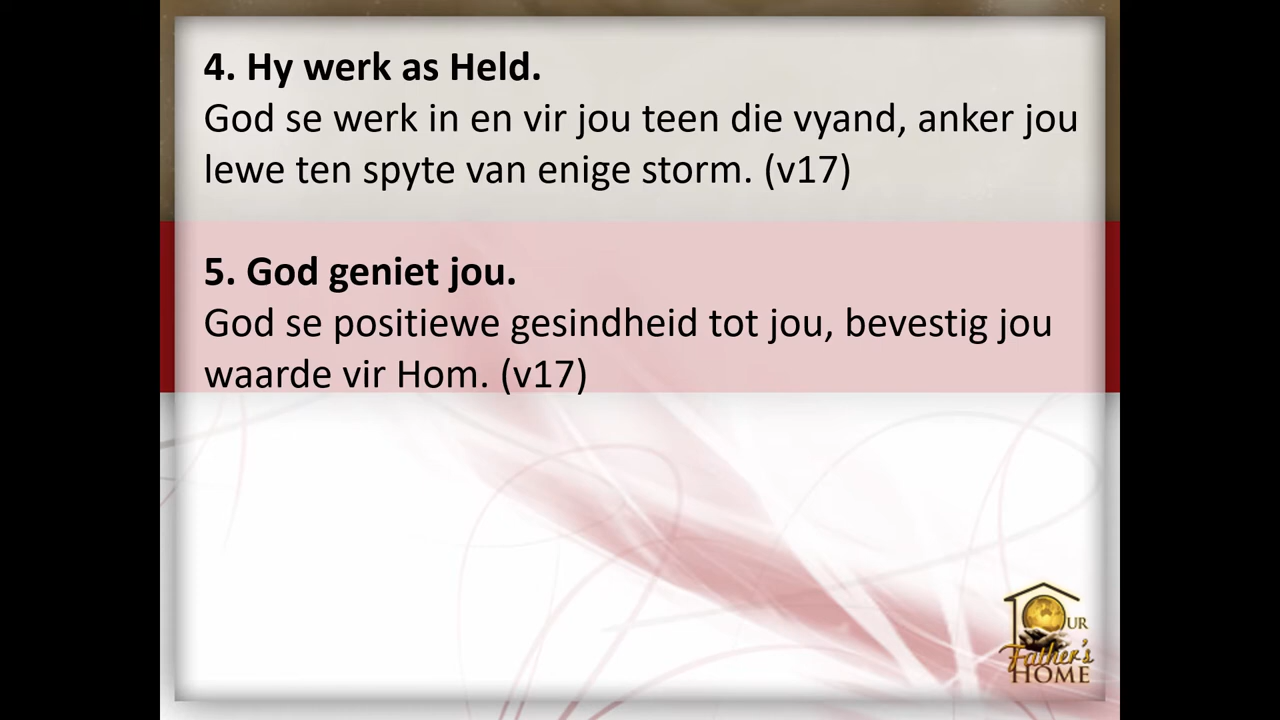 4. Hy werk as Held.
God se werk in en vir jou teen die vyand, anker jou
lewe ten spyte van enige storm. (v17)
5. God geniet jou.
God se positiewe gesindheid tot jou, bevestig jou
waarde vir Hom. (v17)
OUR
Father's
HOME